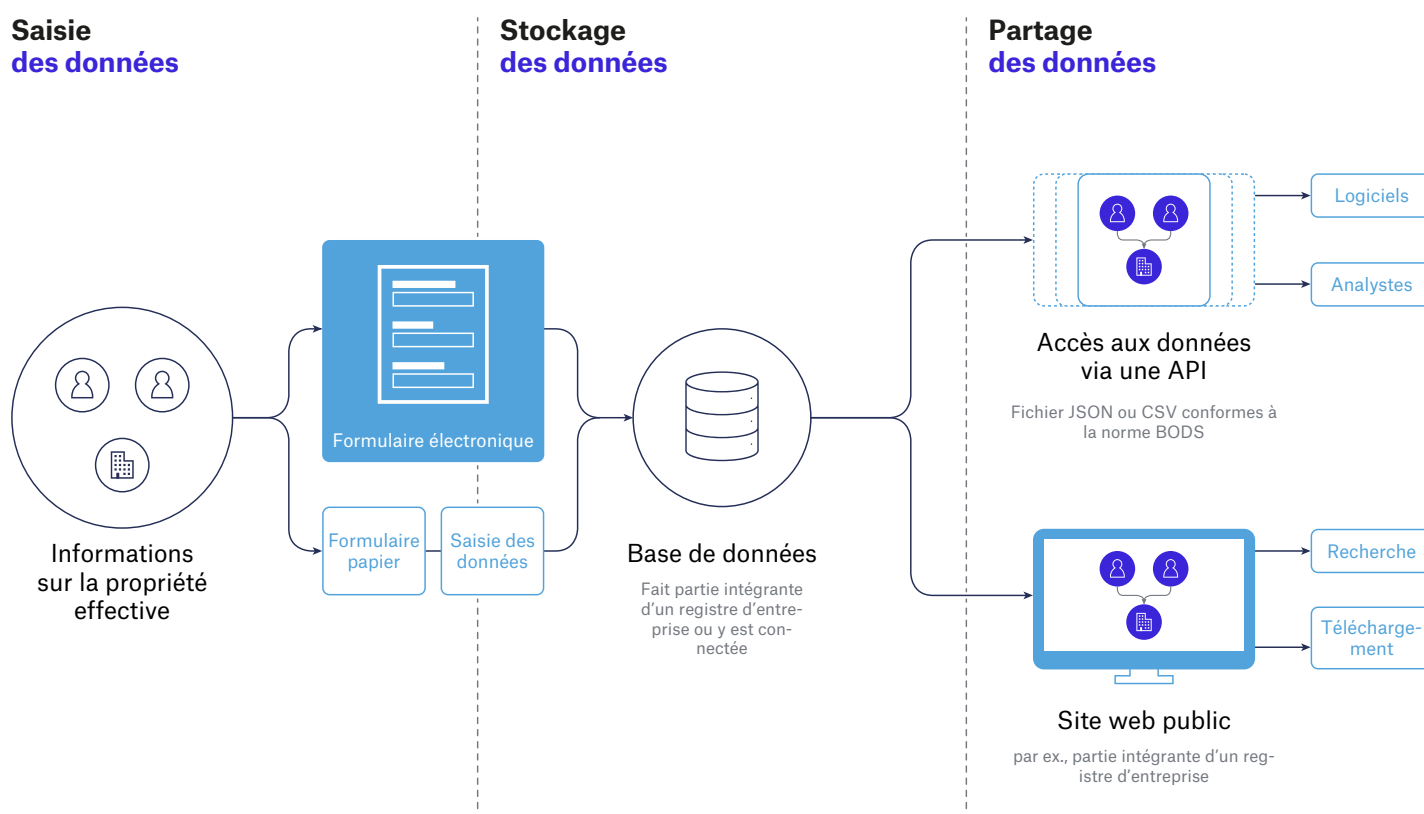 Saisie
des données
Stockage
des données
Partage
des données
Informations
sur la propriété
effective
Formulaire électronique
Formulaire
papier
Saisie des
données
Base de données
Fait partie intégrante
d’un registre d’entre-
prise ou y est con-
nectée
Accès aux données
via une API
Fichier JSON ou CSV conformes à
la norme BODS
Logiciels
Analystes
Site web public
par ex., partie intégrante d’un reg-
istre d’entreprise
Recherche
Télécharge-
ment